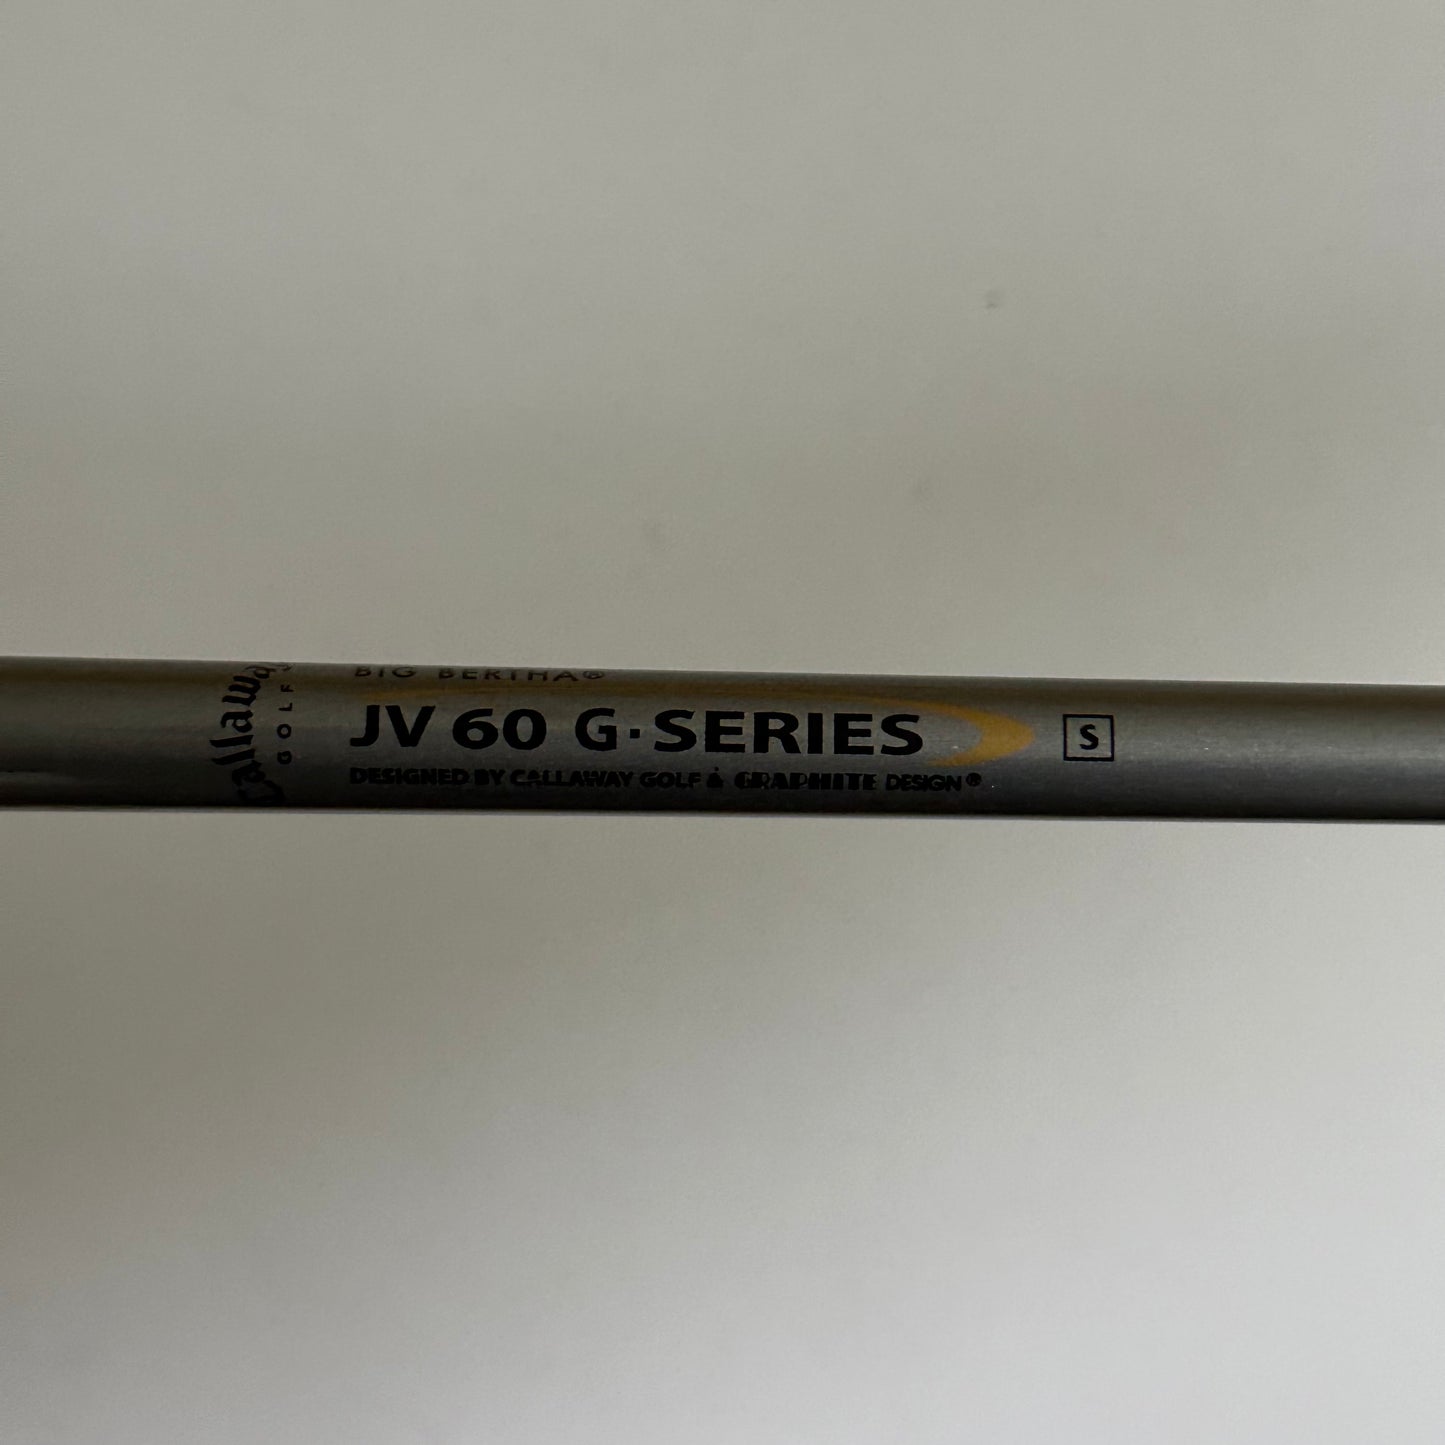 Callaway
GOLF
BIG BERTHA®
JV 60 G·SERIES
S
DESIGNED BY CALLAWAY GOLF & GRAPHITE DESIGN®